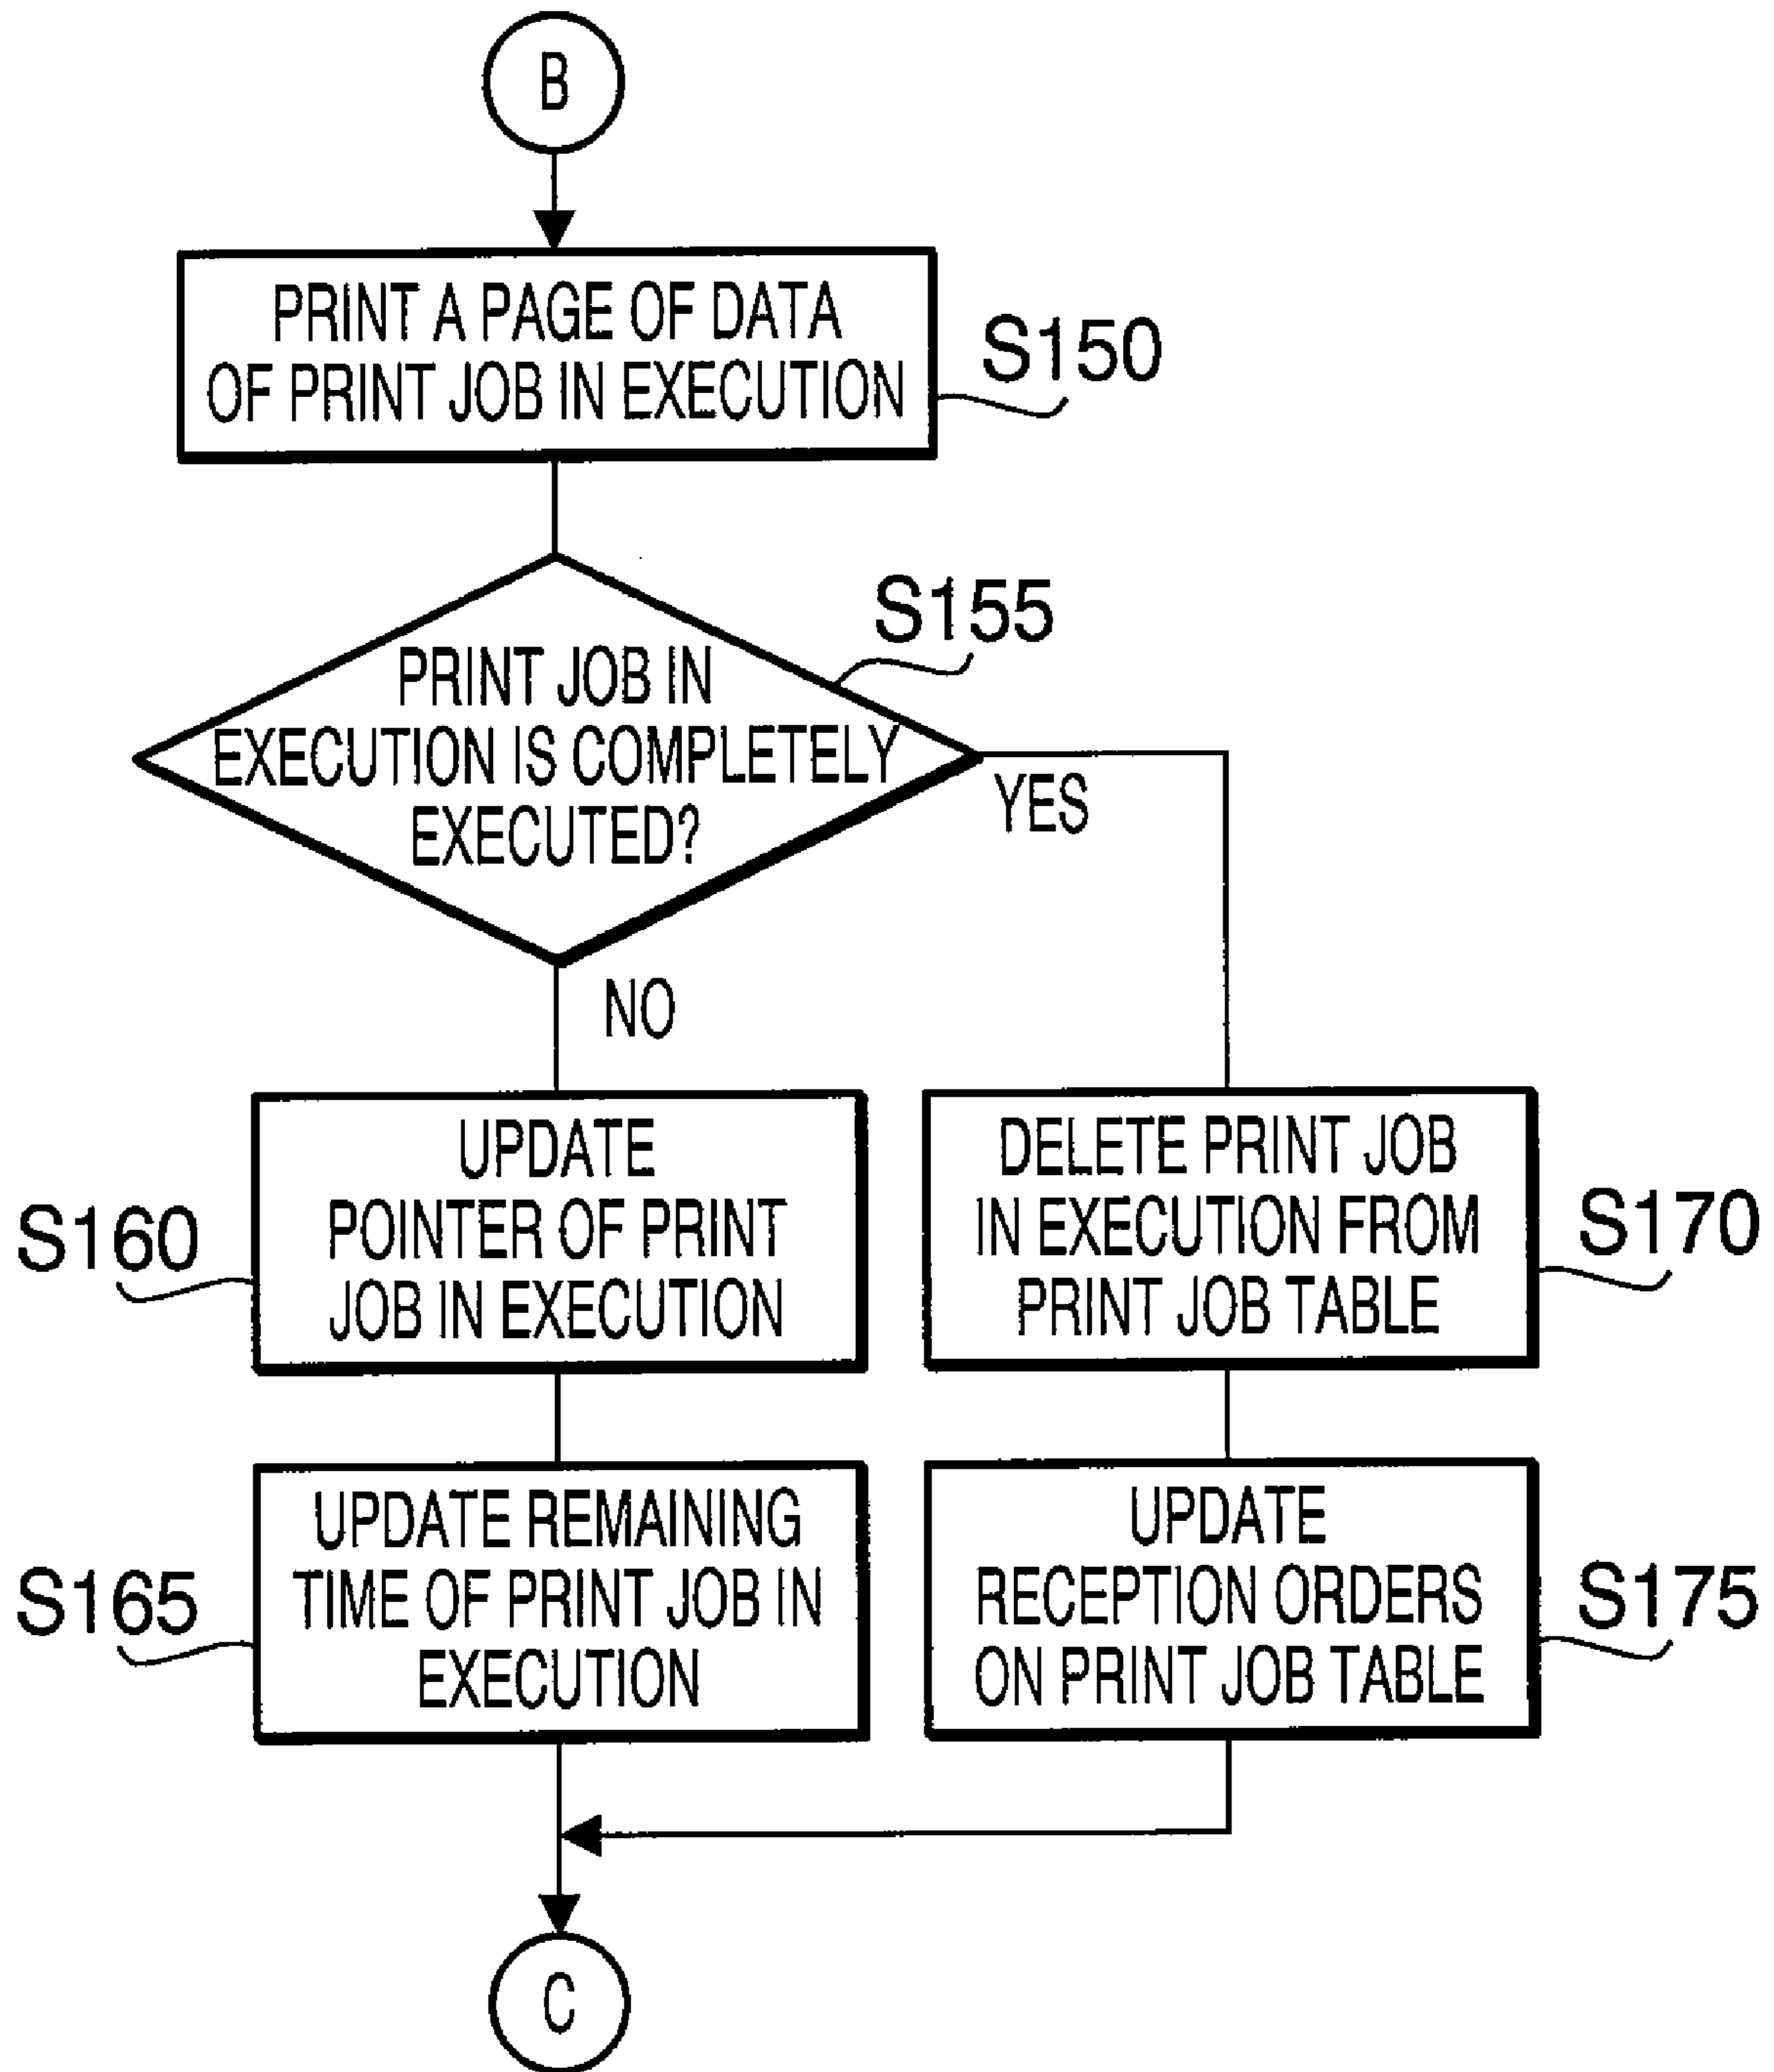 B
PRINT A PAGE OF DATA
OF PRINT JOB IN EXECUTION
S150
PRINT JOB IN
EXECUTION IS COMPLETELY
EXECUTED?
S155
YES
NO
UPDATE
POINTER OF PRINT
JOB IN EXECUTION
S160
DELETE PRINT JOB
IN EXECUTION FROM
PRINT JOB TABLE
S170
UPDATE REMAINING
TIME OF PRINT JOB IN
EXECUTION
S165
UPDATE
RECEPTION ORDERS
ON PRINT JOB TABLE
S175
C